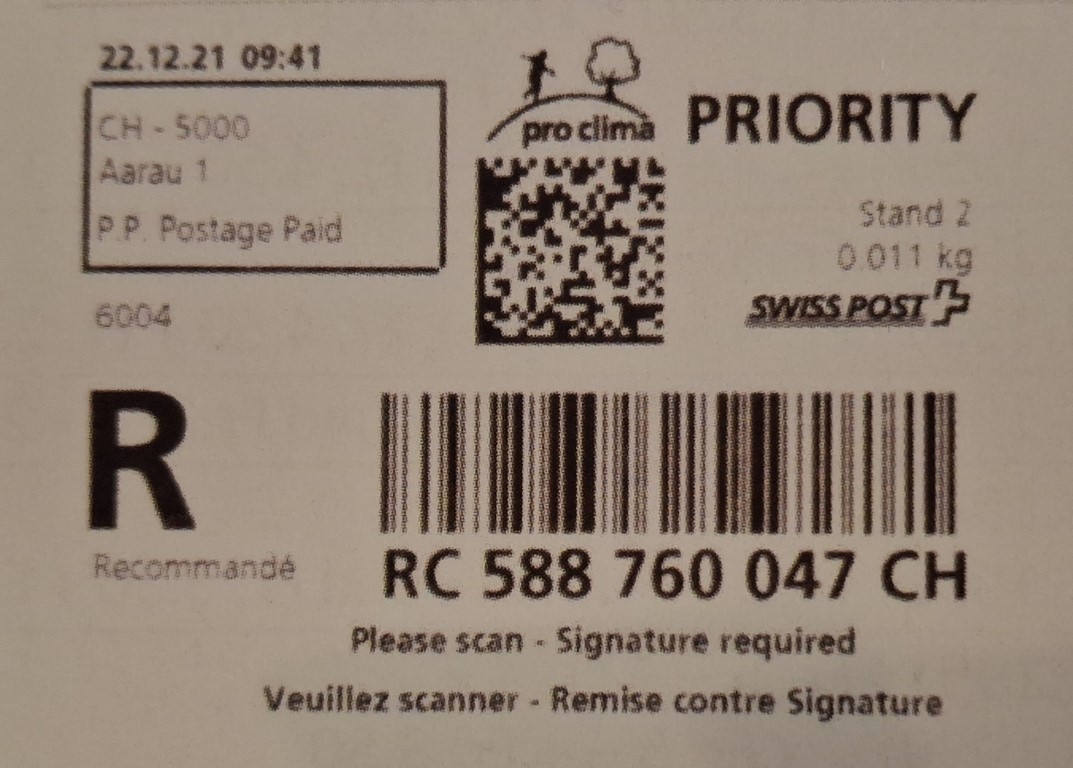 22.12.21 09:41
CH - 5000
Aarau 1
P.P. Postage Paid
6004
pro clima
PRIORITY
Stand 2
0.011 kg
SWISS POST
R
Recommandé
RC 588 760 047 CH
Please scan - Signature required
Veuillez scanner - Remise contre Signature